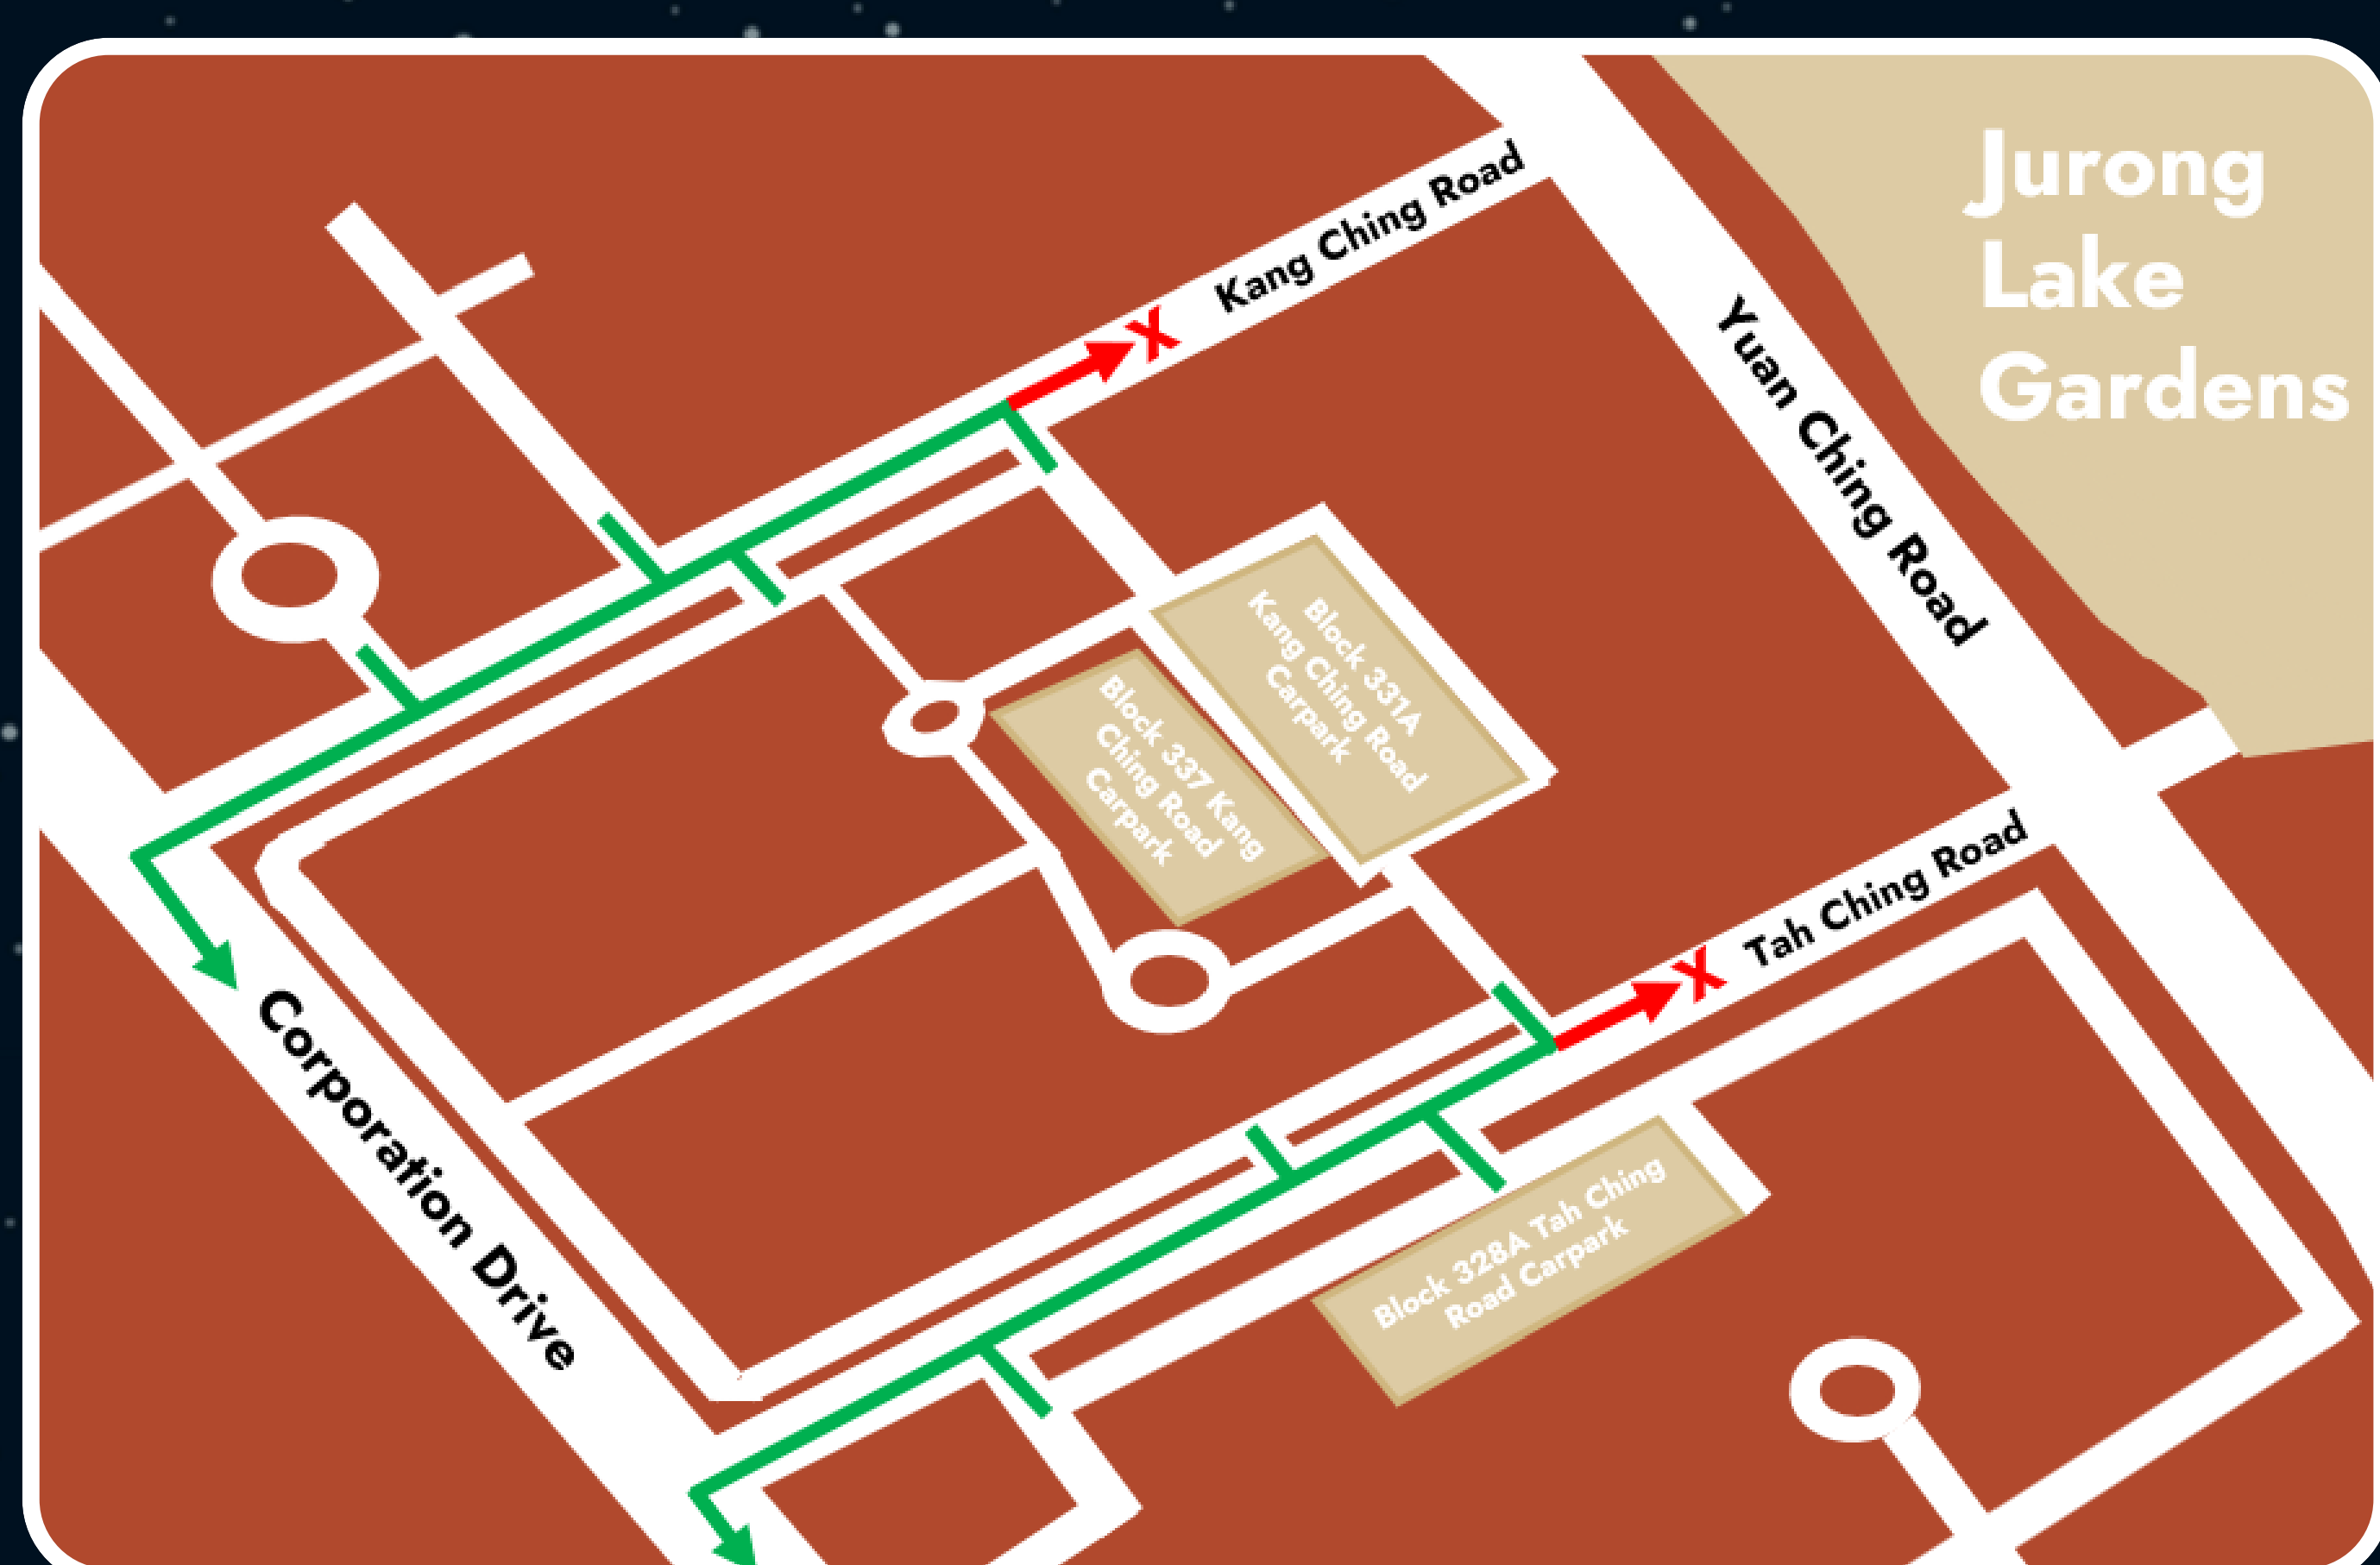 Jurong
Lake
Gardens
Kang Ching Road
Yuan Ching Road
Block 331A
Kang Ching Road
Carpark
Block 337 Kang
Ching Road
Carpark
Tah Ching Road
Corporation Drive
Block 328A Tah Ching
Road Carpark